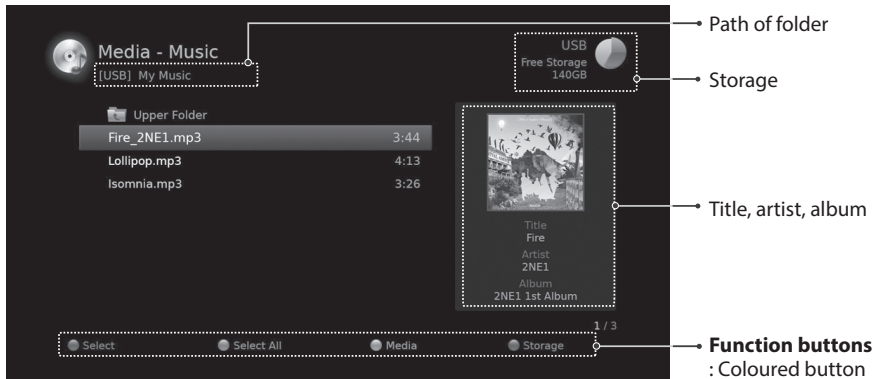 Media - Music
[USB] My Music
USB
Free Storage
140GB
Path of folder
Storage
Upper Folder
Fire_2NE1.mp3 3:44
Lollipop.mp3 4:13
Isomnia.mp3 3:26
Title
Fire
Artist
2NE1
Album
2NE1 1st Album
Title, artist, album
1 / 3
Select Select All Media Storage
Function buttons
: Coloured button